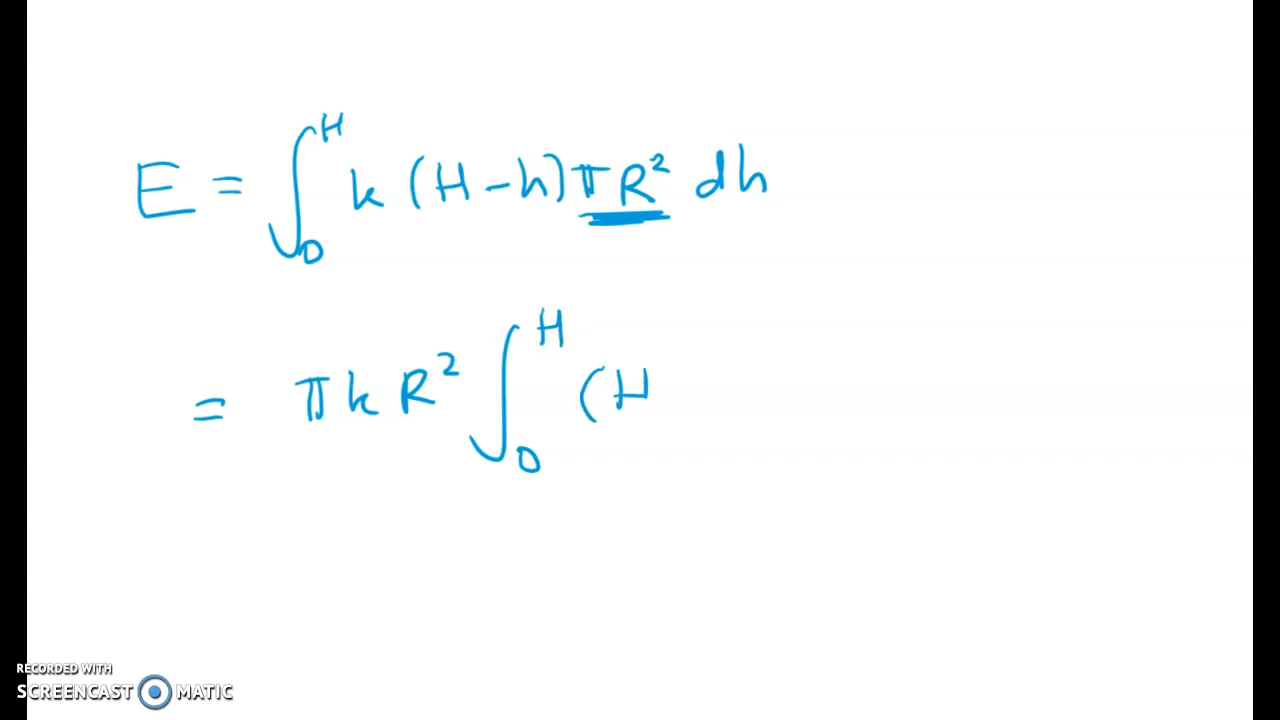 E = ∫₀ᴴ k (H – h) π R² dh
= π k R² ∫₀ᴴ (H
RECORDED WITH
SCREENCAST MATIC